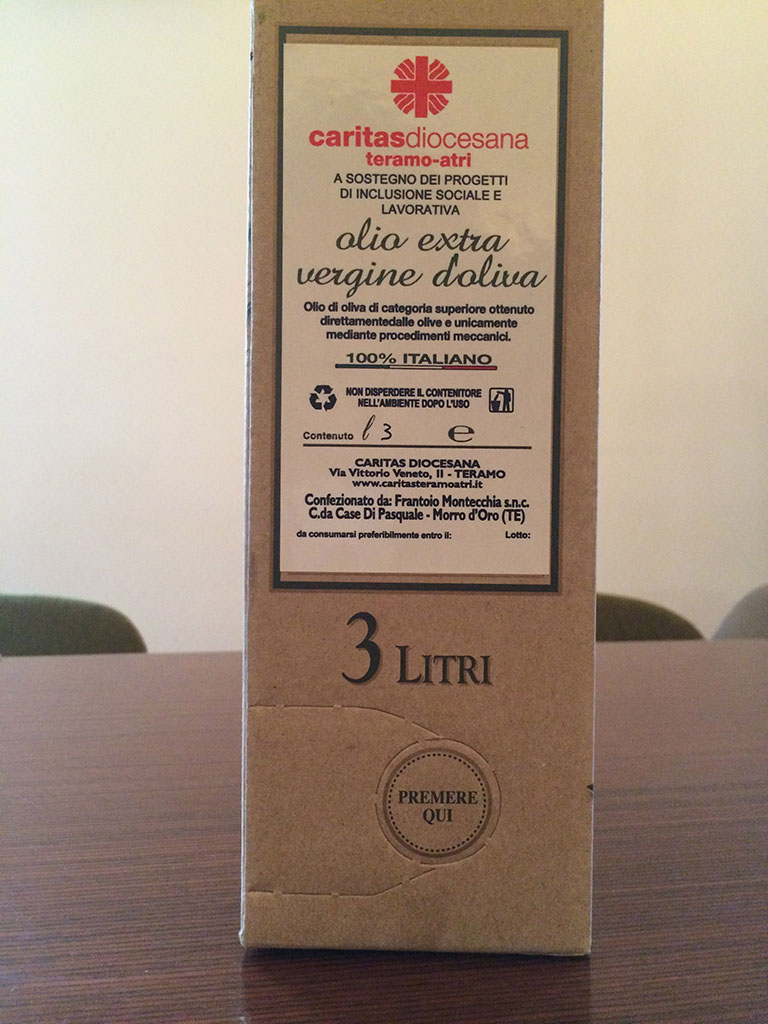 caritasdiocesana
teramo-atri
A SOSTEGNO DEI PROGETTI
DI INCLUSIONE SOCIALE E
LAVORATIVA
olio extra
vergine d'oliva
Olio di oliva di categoria superiore ottenuto
direttamentedalle olive e unicamente
mediante procedimenti meccanici.
100% ITALIANO
NON DISPERDERE IL CONTENITORE
NELL'AMBIENTE DOPO L'USO
Contenuto l 3 e
CARITAS DIOCESANA
Via Vittorio Veneto, II - TERAMO
www.caritasteramoatri.it
Confezionato da: Frantoio Montecchia s.n.c.
C.da Case Di Pasquale - Morro d'Oro (TE)
da consumarsi preferibilmente entro il: Lotto:
3 LITRI
PREMERE
QUI